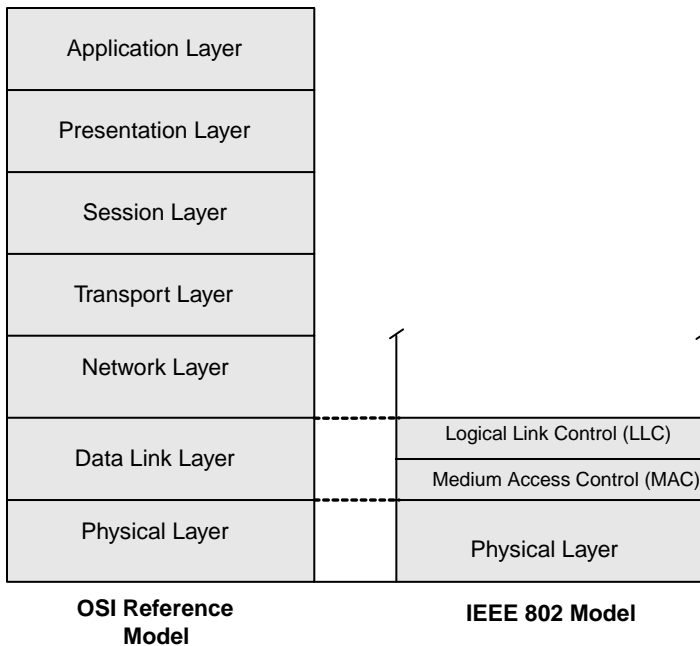 Application Layer
Presentation Layer
Session Layer
Transport Layer
Network Layer
Data Link Layer
Physical Layer
OSI Reference
Model
Logical Link Control (LLC)
Medium Access Control (MAC)
Physical Layer
IEEE 802 Model